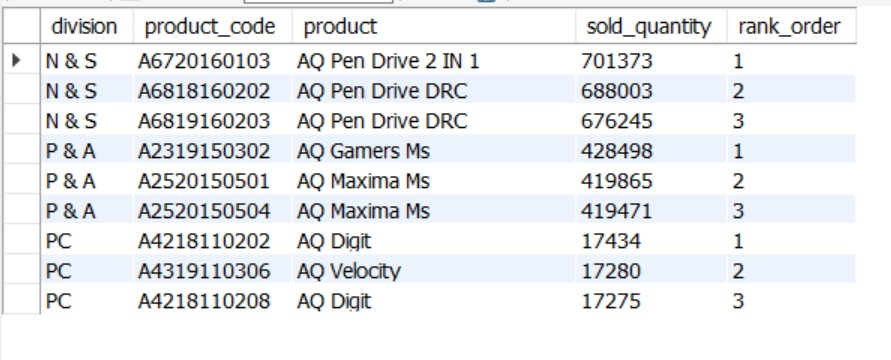 division product_code product sold_quantity rank_order
N & S A6720160103 AQ Pen Drive 2 IN 1 701373 1
N & S A6818160202 AQ Pen Drive DRC 688003 2
N & S A6819160203 AQ Pen Drive DRC 676245 3
P & A A2319150302 AQ Gamers Ms 428498 1
P & A A2520150501 AQ Maxima Ms 419865 2
P & A A2520150504 AQ Maxima Ms 419471 3
PC A4218110202 AQ Digit 17434 1
PC A4319110306 AQ Velocity 17280 2
PC A4218110208 AQ Digit 17275 3